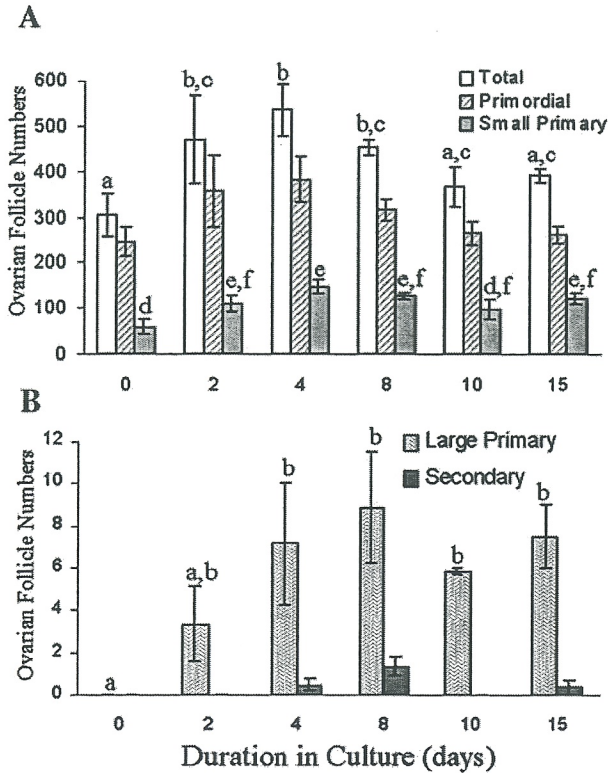 A
Ovarian Follicle Numbers
600
500
400
300
200
100
0
Total
Primordial
Small Primary
a
d
b,c
e,f
b
e
b,c
e,f
a,c
d,f
a,c
e,f
0 2 4 8 10 15
B
Ovarian Follicle Numbers
12
10
8
6
4
2
0
Large Primary
Secondary
a
a,b
b
b
b
b
0 2 4 8 10 15
Duration in Culture (days)